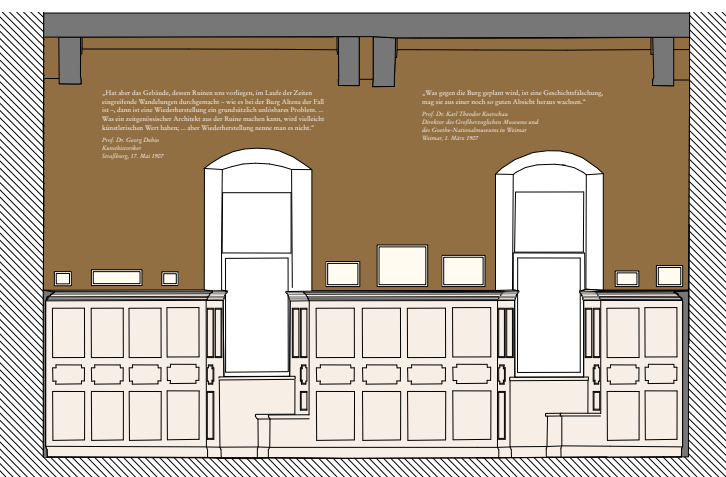 „Hat aber das Gebäude, dessen Ruinen uns vorliegen, im Laufe der Zeiten
eingreifende Wandelungen durchgemacht – wie es bei der Burg Altena der Fall
ist –, dann ist eine Wiederherstellung ein grundsätzlich unlösbares Problem. ...
Was ein zeitgenössischer Architekt aus der Ruine machen kann, wird vielleicht
künstlerischen Wert haben; ... aber Wiederherstellung nenne man es nicht.“
Prof. Dr. Georg Dehio
Kunsthistoriker
Straßburg, 17. Mai 1907
„Was gegen die Burg geplant wird, ist eine Geschichtsfälschung,
mag sie aus einer noch so guten Absicht heraus wachsen.“
Prof. Dr. Karl Theodor Koetschau
Direktor des Großherzoglichen Museums und
des Goethe-Nationalmuseums in Weimar
Weimar, 1. März 1907